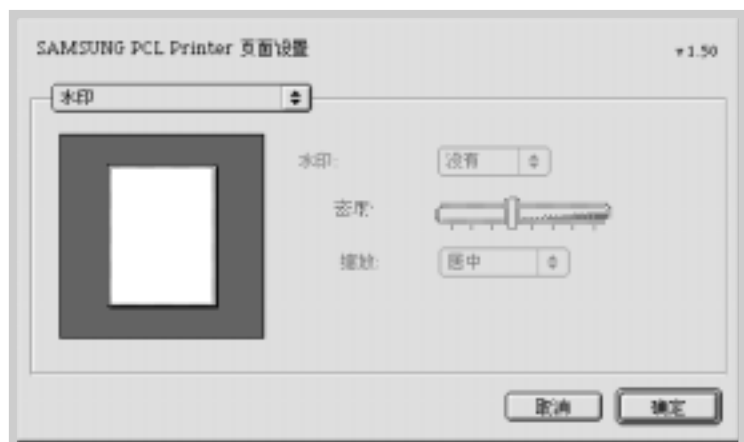 SAMSUNG PCL Printer 页面设置
v 1.50
水印
水印:
没有
密度:
缩放:
居中
取消
确定